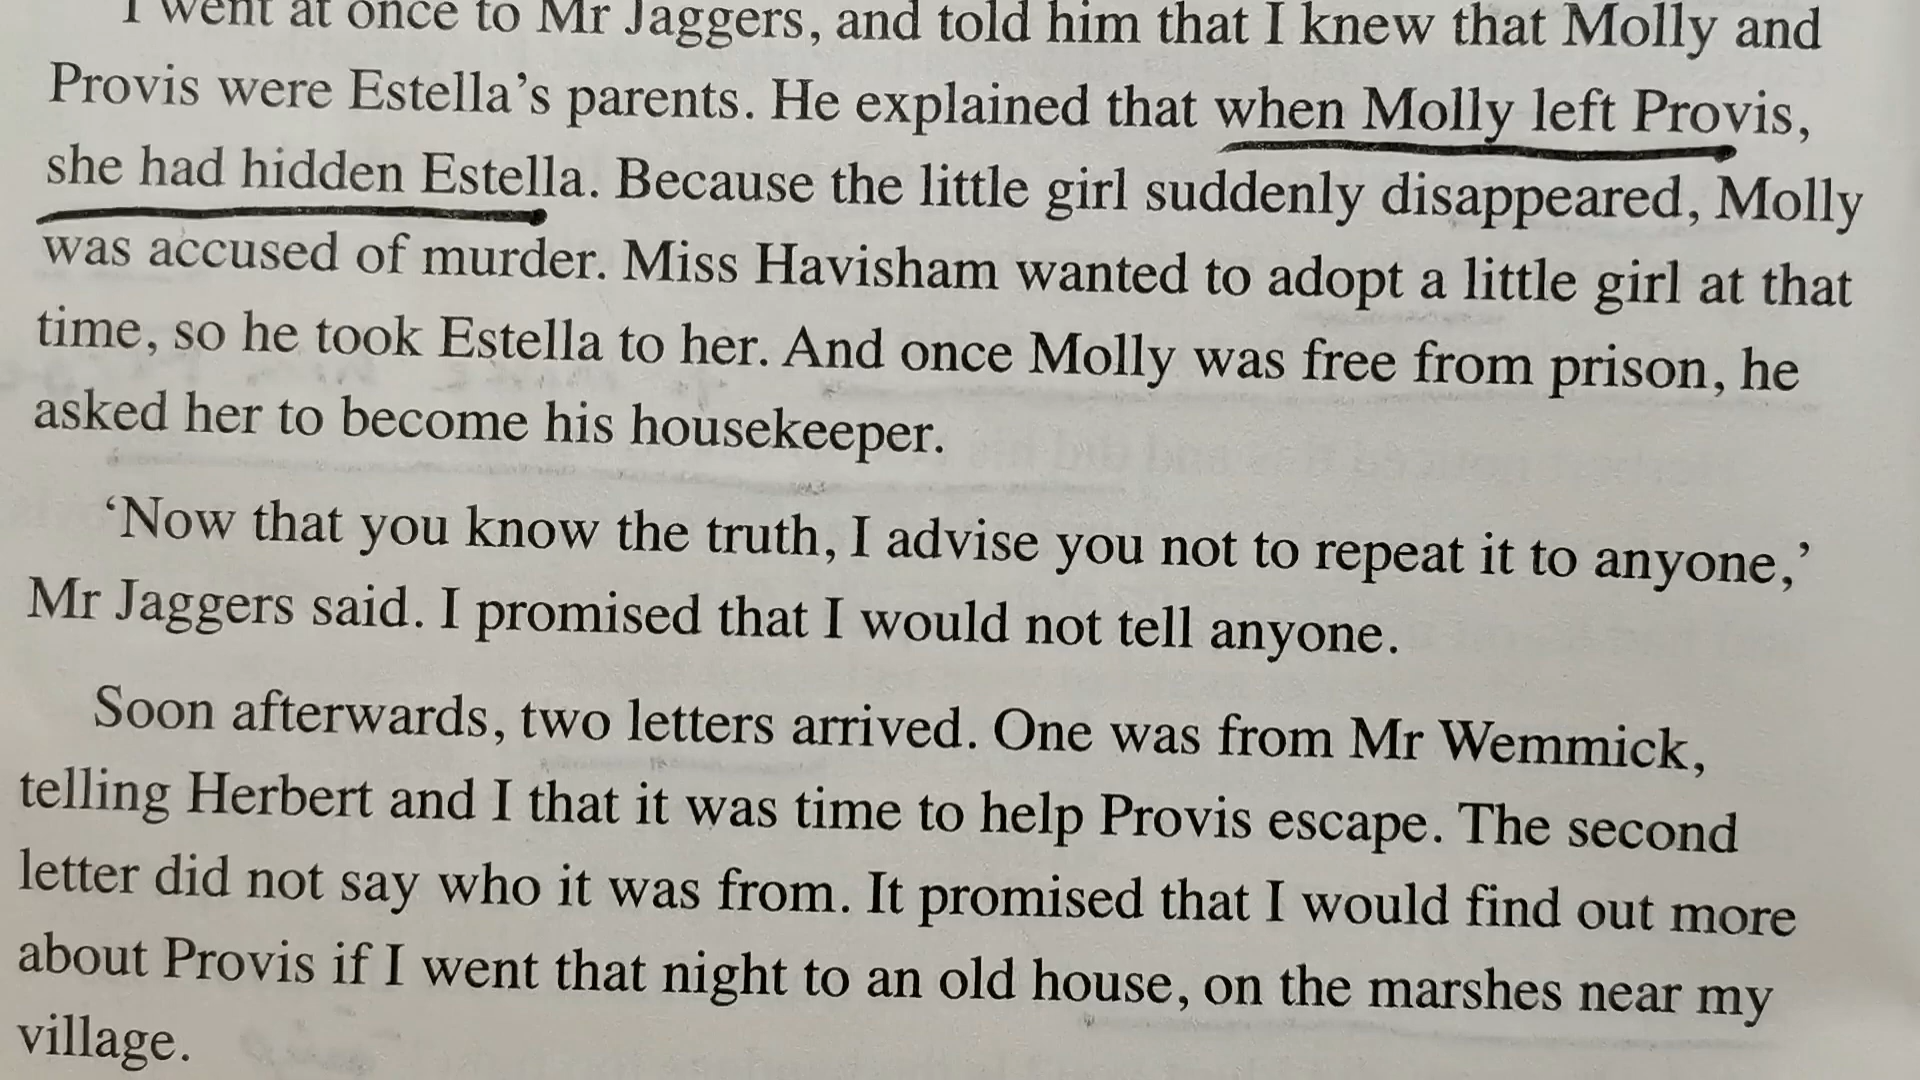 I went at once to Mr Jaggers, and told him that I knew that Molly and
Provis were Estella’s parents. He explained that when Molly left Provis,
she had hidden Estella. Because the little girl suddenly disappeared, Molly
was accused of murder. Miss Havisham wanted to adopt a little girl at that
time, so he took Estella to her. And once Molly was free from prison, he
asked her to become his housekeeper.
‘Now that you know the truth, I advise you not to repeat it to anyone,’
Mr Jaggers said. I promised that I would not tell anyone.
Soon afterwards, two letters arrived. One was from Mr Wemmick,
telling Herbert and I that it was time to help Provis escape. The second
letter did not say who it was from. It promised that I would find out more
about Provis if I went that night to an old house, on the marshes near my
village.